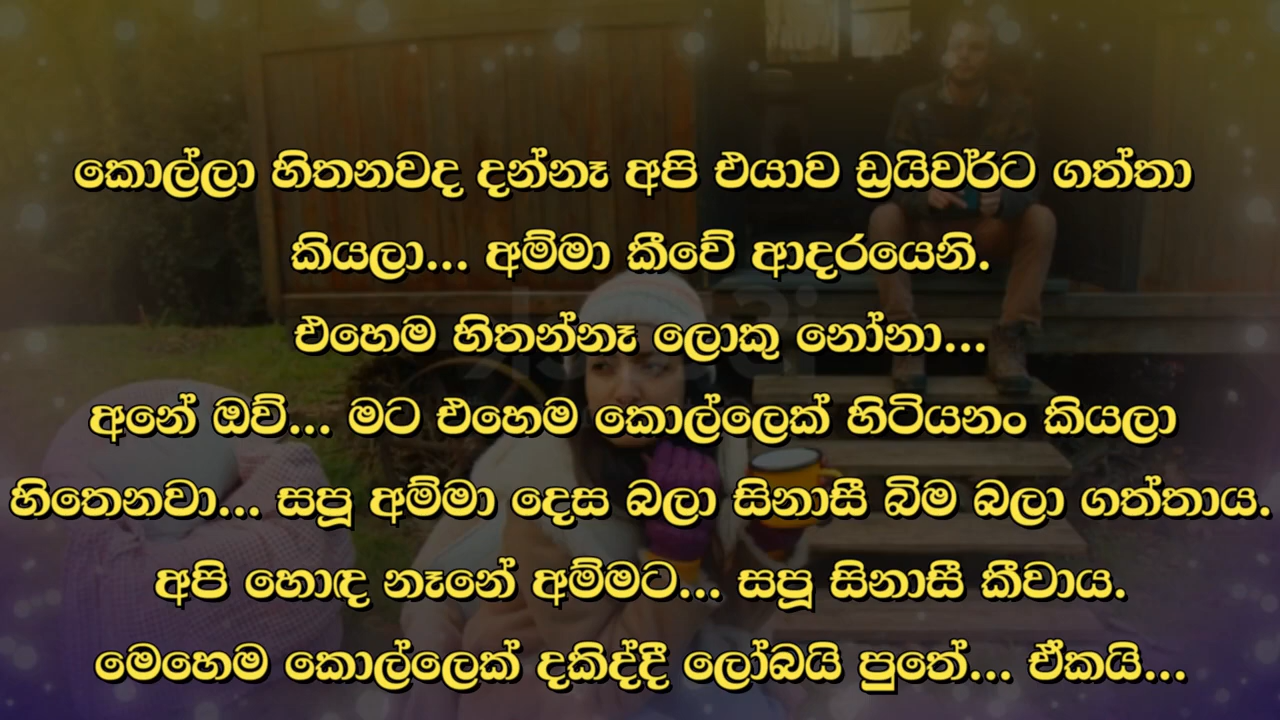 කොල්ලා හිතනවද දන්නෑ අපි එයාව ඩ්‍රයිවර්ට ගත්තා
කියලා... අම්මා කීවේ ආදරයෙනි.
එහෙම හිතන්නෑ ලොකු නෝනා...
අනේ ඔව්... මට එහෙම කොල්ලෙක් හිටියනං කියලා
හිතෙනවා... සපූ අම්මා දෙස බලා සිනාසී බිම බලා ගත්තාය.
අපි හොඳ නෑනේ අම්මට... සපූ සිනාසී කීවාය.
මෙහෙම කොල්ලෙක් දකිද්දී ලෝබයි පුතේ... ඒකයි...